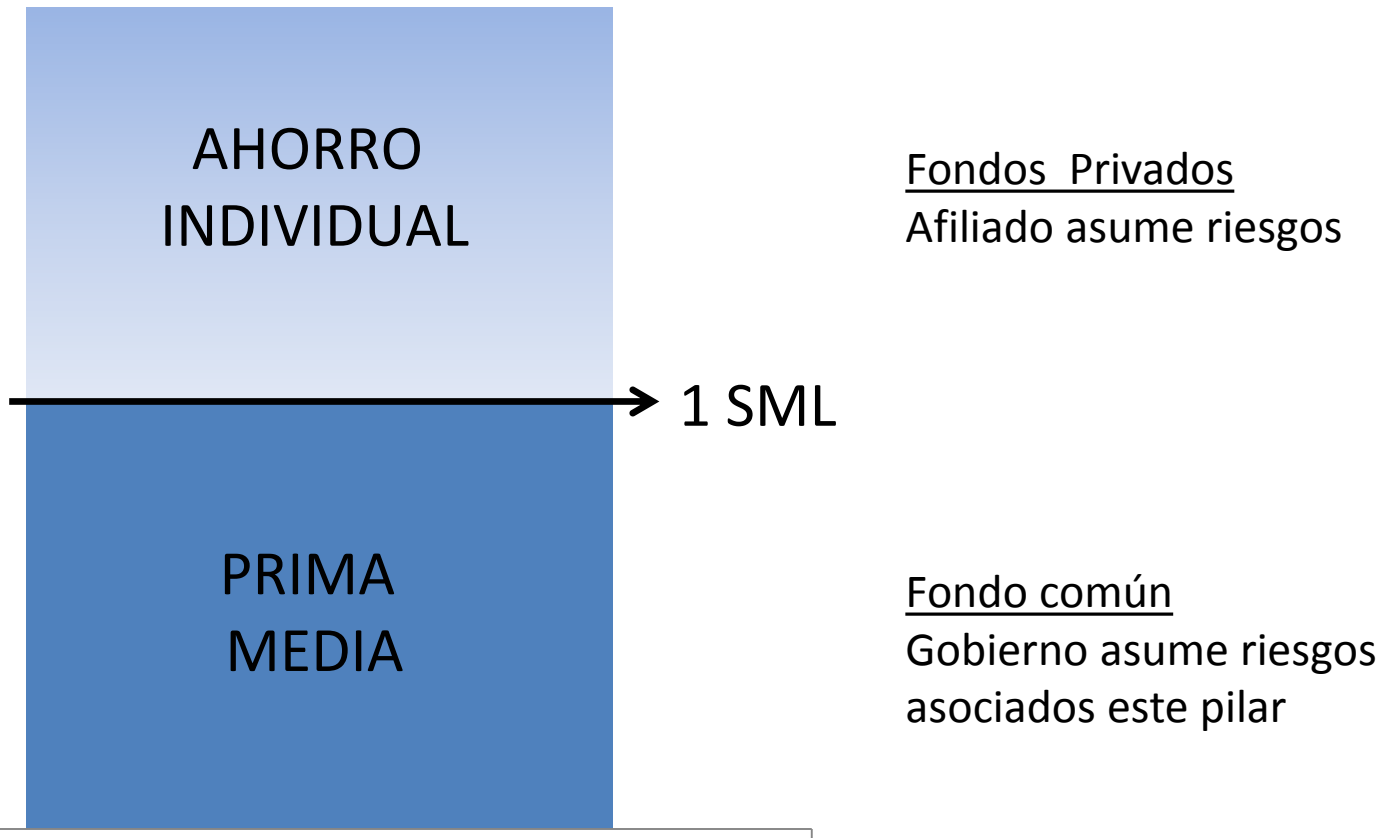 AHORRO
INDIVIDUAL
Fondos Privados
Afiliado asume riesgos
1 SML
PRIMA
MEDIA
Fondo común
Gobierno asume riesgos
asociados este pilar